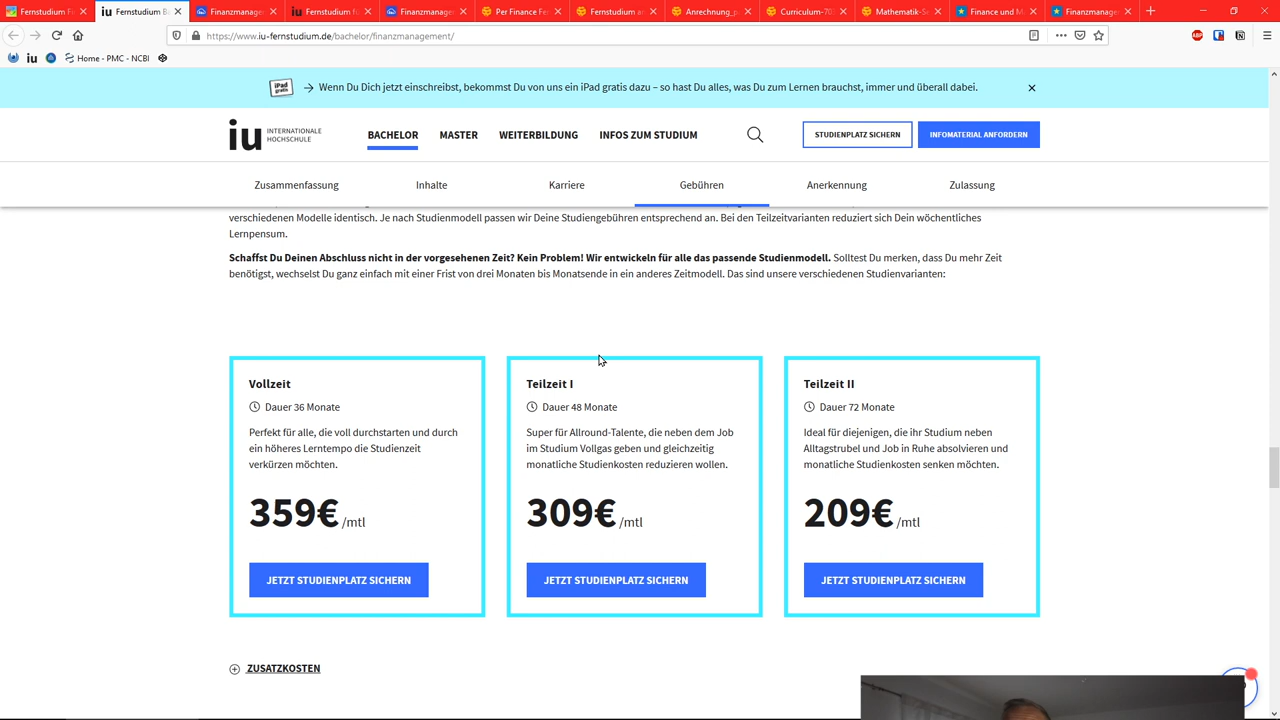 Fernstudium Fi
Fernstudium B
Finanzmanage
Fernstudium fü
Finanzmanage
Per Finance Fe
Fernstudium a
Anrechnung_p
Curriculum-70
Mathematik-S
Finance und M
Finanzmanage
https://www.iu-fernstudium.de/bachelor/finanzmanagement/
iu
Home - PMC - NCBI
iPad gratis
Wenn Du Dich jetzt einschreibst, bekommst Du von uns ein iPad gratis dazu – so hast Du alles, was Du zum Lernen brauchst, immer und überall dabei.
iu INTERNATIONALE HOCHSCHULE
BACHELOR MASTER WEITERBILDUNG INFOS ZUM STUDIUM
STUDIENPLATZ SICHERN
INFOMATERIAL ANFORDERN
Zusammenfassung Inhalte Karriere Gebühren Anerkennung Zulassung
verschiedenen Modelle identisch. Je nach Studienmodell passen wir Deine Studiengebühren entsprechend an. Bei den Teilzeitvarianten reduziert sich Dein wöchentliches
Lernpensum.
Schaffst Du Deinen Abschluss nicht in der vorgesehenen Zeit? Kein Problem! Wir entwickeln für alle das passende Studienmodell. Solltest Du merken, dass Du mehr Zeit
benötigst, wechselst Du ganz einfach mit einer Frist von drei Monaten bis Monatsende in ein anderes Zeitmodell. Das sind unsere verschiedenen Studienvarianten:
Vollzeit
Dauer 36 Monate
Perfekt für alle, die voll durchstarten und durch
ein höheres Lerntempo die Studienzeit
verkürzen möchten.
359€ /mtl
JETZT STUDIENPLATZ SICHERN
Teilzeit I
Dauer 48 Monate
Super für Allround-Talente, die neben dem Job
im Studium Vollgas geben und gleichzeitig
monatliche Studienkosten reduzieren wollen.
309€ /mtl
JETZT STUDIENPLATZ SICHERN
Teilzeit II
Dauer 72 Monate
Ideal für diejenigen, die ihr Studium neben
Alltagstrubel und Job in Ruhe absolvieren und
monatliche Studienkosten senken möchten.
209€ /mtl
JETZT STUDIENPLATZ SICHERN
ZUSATZKOSTEN